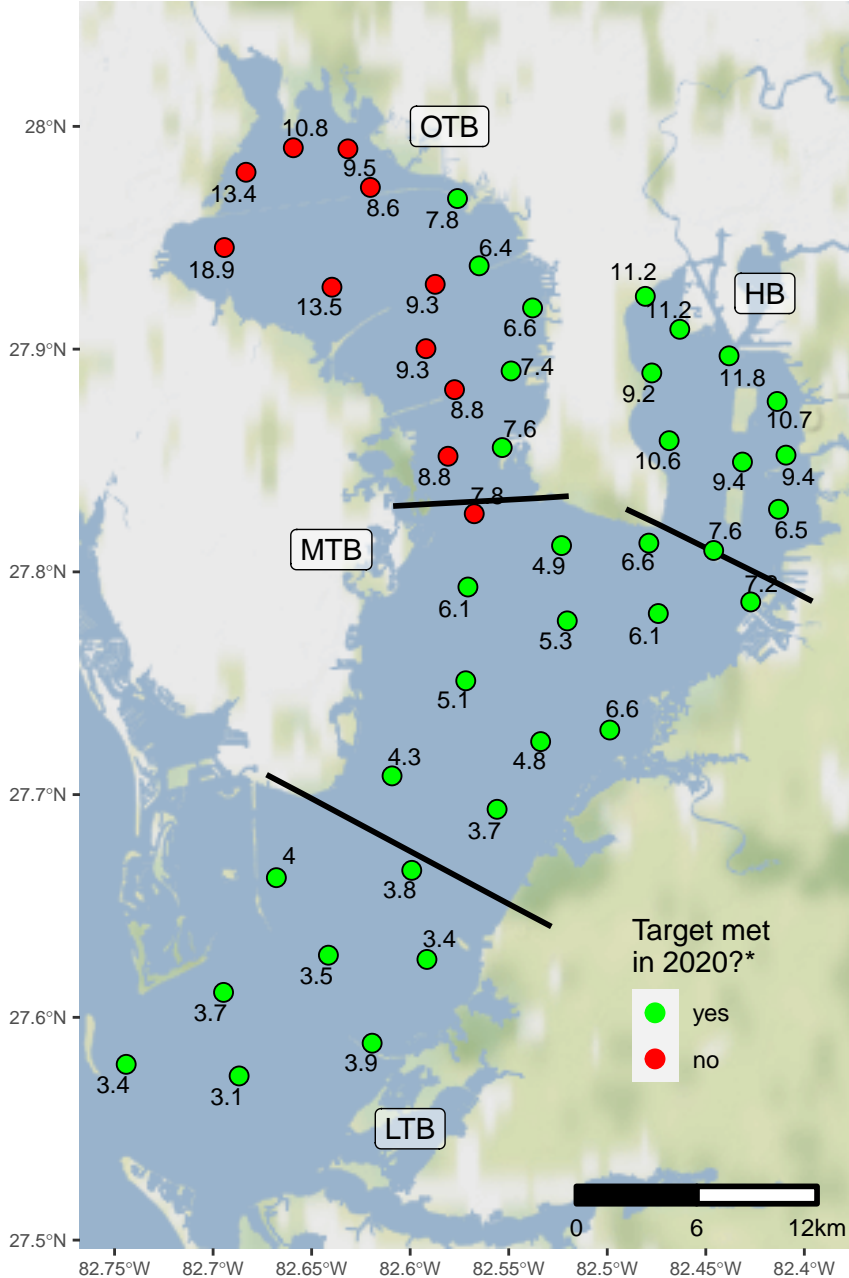 28°N
27.9°N
27.8°N
27.7°N
27.6°N
27.5°N
OTB
10.8
9.5
13.4
8.6
7.8
6.4
18.9
13.5
9.3
6.6
9.3
7.4
8.8
7.6
8.8
7.8
HB
11.2
11.2
11.8
9.2
10.7
10.6
9.4
9.4
6.5
7.6
7.2
MTB
4.9
6.6
6.1
5.3
6.1
5.1
6.6
4.8
4.3
3.7
4
3.8
3.5
3.4
3.7
3.9
3.4
3.1
LTB
Target met
in 2020?*
yes
no
0 6 12km
82.75°W 82.7°W 82.65°W 82.6°W 82.55°W 82.5°W 82.45°W 82.4°W